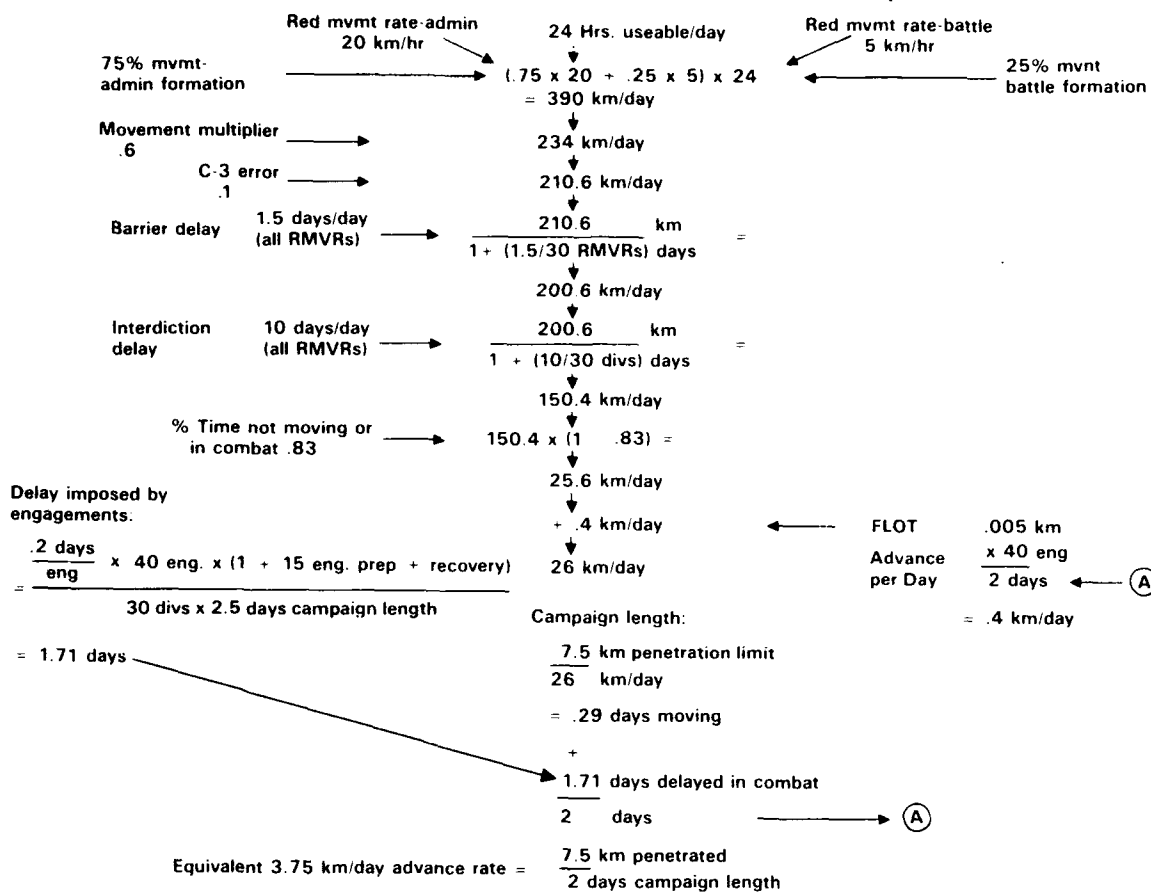 Red mvmt rate-admin
20 km/hr
24 Hrs. useable/day
Red mvmt rate-battle
5 km/hr
75% mvmt-
admin formation
(.75 x 20 + .25 x 5) x 24
= 390 km/day
25% mvnt
battle formation
Movement multiplier
.6
234 km/day
C-3 error
.1
210.6 km/day
Barrier delay
1.5 days/day
(all RMVRs)
210.6 km
1 + (1.5/30 RMVRs) days
=
200.6 km/day
Interdiction
delay
10 days/day
(all RMVRs)
200.6 km
1 + (10/30 divs) days
=
150.4 km/day
% Time not moving or
in combat .83
150.4 x (1 .83) =
25.6 km/day
+ .4 km/day
26 km/day
FLOT
Advance
per Day
.005 km
x 40 eng
2 days
A
= .4 km/day
Delay imposed by
engagements:
= .2 days
eng
x 40 eng. x (1 + 15 eng. prep + recovery)
30 divs x 2.5 days campaign length
= 1.71 days
Campaign length:
7.5 km penetration limit
26 km/day
= .29 days moving
+
1.71 days delayed in combat
2 days
A
Equivalent 3.75 km/day advance rate =
7.5 km penetrated
2 days campaign length